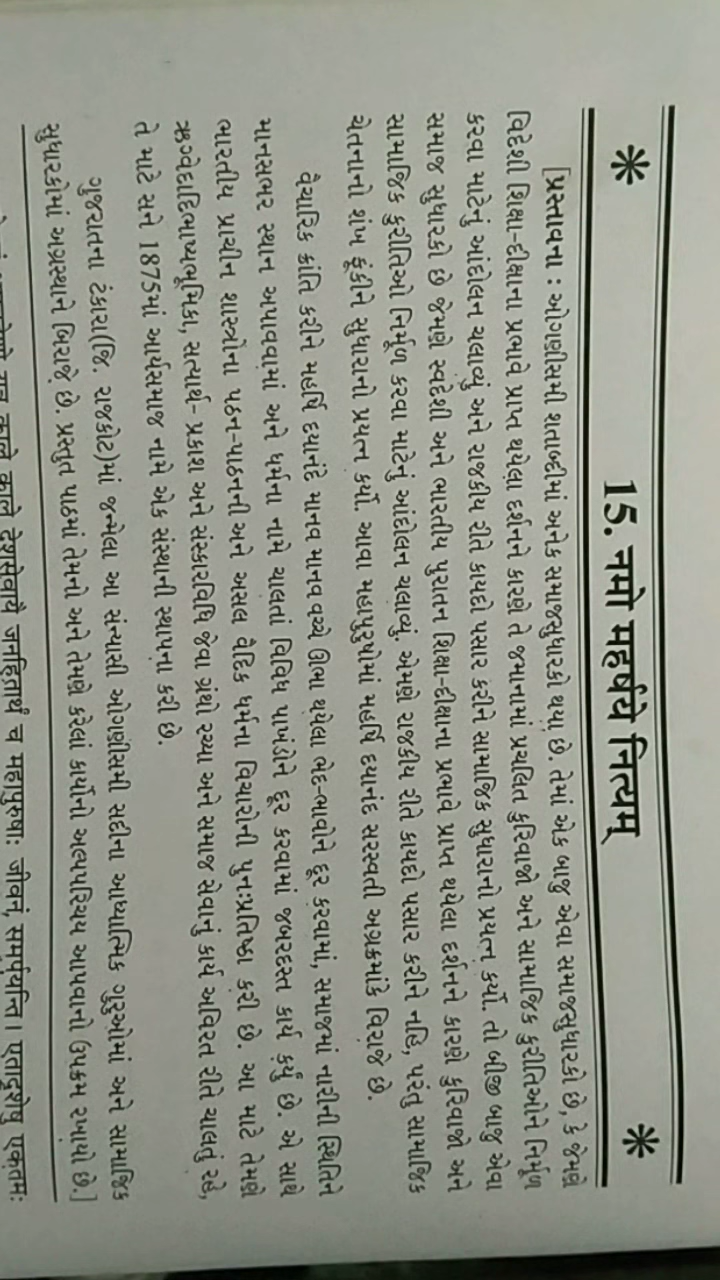 * 15. नमो महर्षये नित्यम् *
[પ્રસ્તાવના : ઓગણીસમી શતાબ્દીમાં અનેક સમાજસુધારકો થયા છે. તેમાં એક બાજુ એવા સમાજસુધારકો છે, કે જેમણે
વિદેશી શિક્ષા-દીક્ષાના પ્રભાવે પ્રાપ્ત થયેલા દર્શનને કારણે તે જમાનામાં પ્રચલિત કુરિવાજો અને સામાજિક કુરીતિઓને નિર્મૂળ
કરવા માટેનું આંદોલન ચલાવ્યું અને રાજકીય રીતે કાયદો પસાર કરીને સામાજિક સુધારાનો પ્રયત્ન કર્યો. તો બીજી બાજુ એવા
સમાજ સુધારકો છે જેમણે સ્વદેશી અને ભારતીય પુરાતન શિક્ષા-દીક્ષાના પ્રભાવે પ્રાપ્ત થયેલા દર્શનને કારણે કુરિવાજો અને
સામાજિક કુરીતિઓ નિર્મૂળ કરવા માટેનું આંદોલન ચલાવ્યું. એમણે રાજકીય રીતે કાયદો પસાર કરીને નહિ, પરંતુ સામાજિક
ચેતનાનો શંખ ફૂંકીને સુધારાનો પ્રયત્ન કર્યો. આવા મહાપુરુષોમાં મહર્ષિ દયાનંદ સરસ્વતી અગ્રક્રમાંકે વિરાજે છે.
વૈચારિક ક્રાંતિ કરીને મહર્ષિ દયાનંદે માનવ માનવ વચ્ચે ઊભા થયેલા ભેદ-ભાવોને દૂર કરવામાં, સમાજમાં નારીની સ્થિતિને
માનસભર સ્થાન અપાવવામાં અને ધર્મના નામે ચાલતાં વિવિધ પાખંડોને દૂર કરવામાં જબરદસ્ત કાર્ય કર્યું છે. એ સાથે
ભારતીય પ્રાચીન શાસ્ત્રોના પઠન-પાઠનની અને અસલ વૈદિક ધર્મના વિચારોની પુનઃપ્રતિષ્ઠા કરી છે. આ માટે તેમણે
ઋગ્વેદાદિભાષ્યભૂમિકા, સત્યાર્થ- પ્રકાશ અને સંસ્કારવિધિ જેવા ગ્રંથો રચ્યા અને સમાજ સેવાનું કાર્ય અવિરત રીતે ચાલતું રહે,
તે માટે સને 1875માં આર્યસમાજ નામે એક સંસ્થાની સ્થાપના કરી છે.
ગુજરાતના ટંકારા(જિ. રાજકોટ)માં જન્મેલા આ સંન્યાસી ઓગણીસમી સદીના આધ્યાત્મિક ગુરુઓમાં અને સામાજિક
સુધારકોમાં અગ્રસ્થાને બિરાજે છે. પ્રસ્તુત પાઠમાં તેમનો અને તેમણે કરેલાં કાર્યોનો અલ્પપરિચય આપવાનો ઉપક્રમ રખાયો છે.]
काले काले देशसेवायै जनहितार्थं च महापुरुषाः जीवनं समर्पयन्ति। एतादृशेषु एकतमः